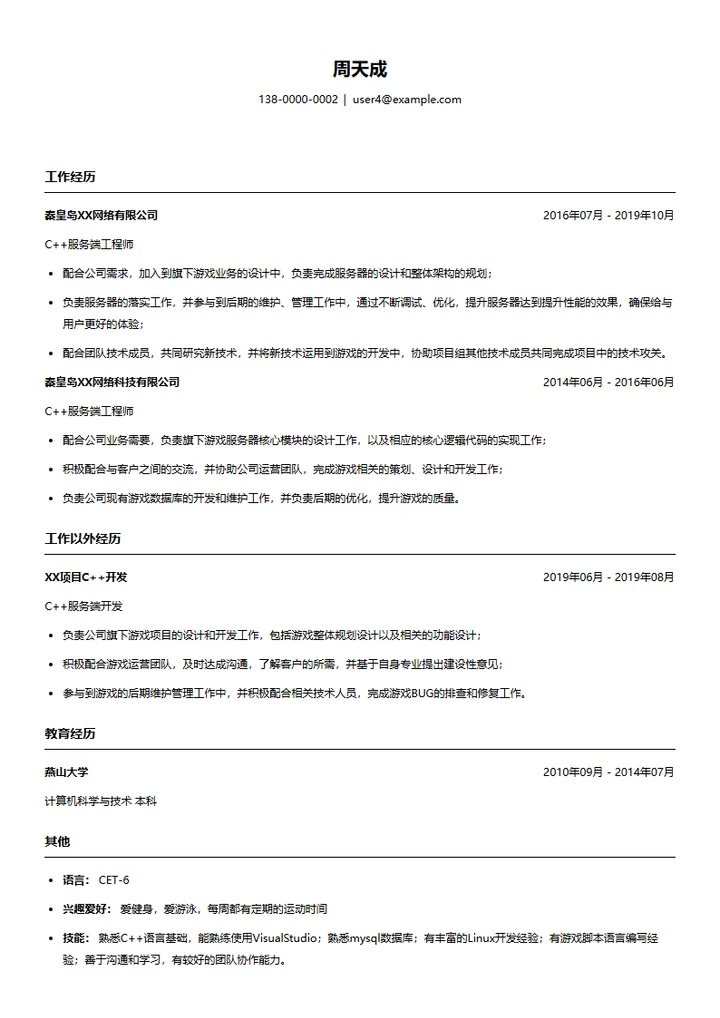 周天成
138-0000-0002 | user4@example.com
工作经历
秦皇岛XX网络有限公司 2016年07月 - 2019年10月
C++服务端工程师
• 配合公司需求，加入到旗下游戏业务的设计中，负责完成服务器的设计和整体架构的规划；
• 负责服务器的落实工作，并参与到后期的维护、管理工作中，通过不断调试、优化，提升服务器达到提升性能的效果，确保给与
用户更好的体验；
• 配合团队技术成员，共同研究新技术，并将新技术运用到游戏的开发中，协助项目组其他技术成员共同完成项目中的技术攻关。
秦皇岛XX网络科技有限公司 2014年06月 - 2016年06月
C++服务端工程师
• 配合公司业务需要，负责旗下游戏服务器核心模块的设计工作，以及相应的核心逻辑代码的实现工作；
• 积极配合与客户之间的交流，并协助公司运营团队，完成游戏相关的策划、设计和开发工作；
• 负责公司现有游戏数据库的开发和维护工作，并负责后期的优化，提升游戏的质量。
工作以外经历
XX项目C++开发 2019年06月 - 2019年08月
C++服务端开发
• 负责公司旗下游戏项目的设计和开发工作，包括游戏整体规划设计以及相关的功能设计；
• 积极配合游戏运营团队，及时达成沟通，了解客户的所需，并基于自身专业提出建设性意见；
• 参与到游戏的后期维护管理工作中，并积极配合相关技术人员，完成游戏BUG的排查和修复工作。
教育经历
燕山大学 2010年09月 - 2014年07月
计算机科学与技术 本科
其他
• 语言： CET-6
• 兴趣爱好： 爱健身，爱游泳，每周都有定期的运动时间
• 技能： 熟悉C++语言基础，能熟练使用VisualStudio；熟悉mysql数据库；有丰富的Linux开发经验；有游戏脚本语言编写经
验；善于沟通和学习，有较好的团队协作能力。